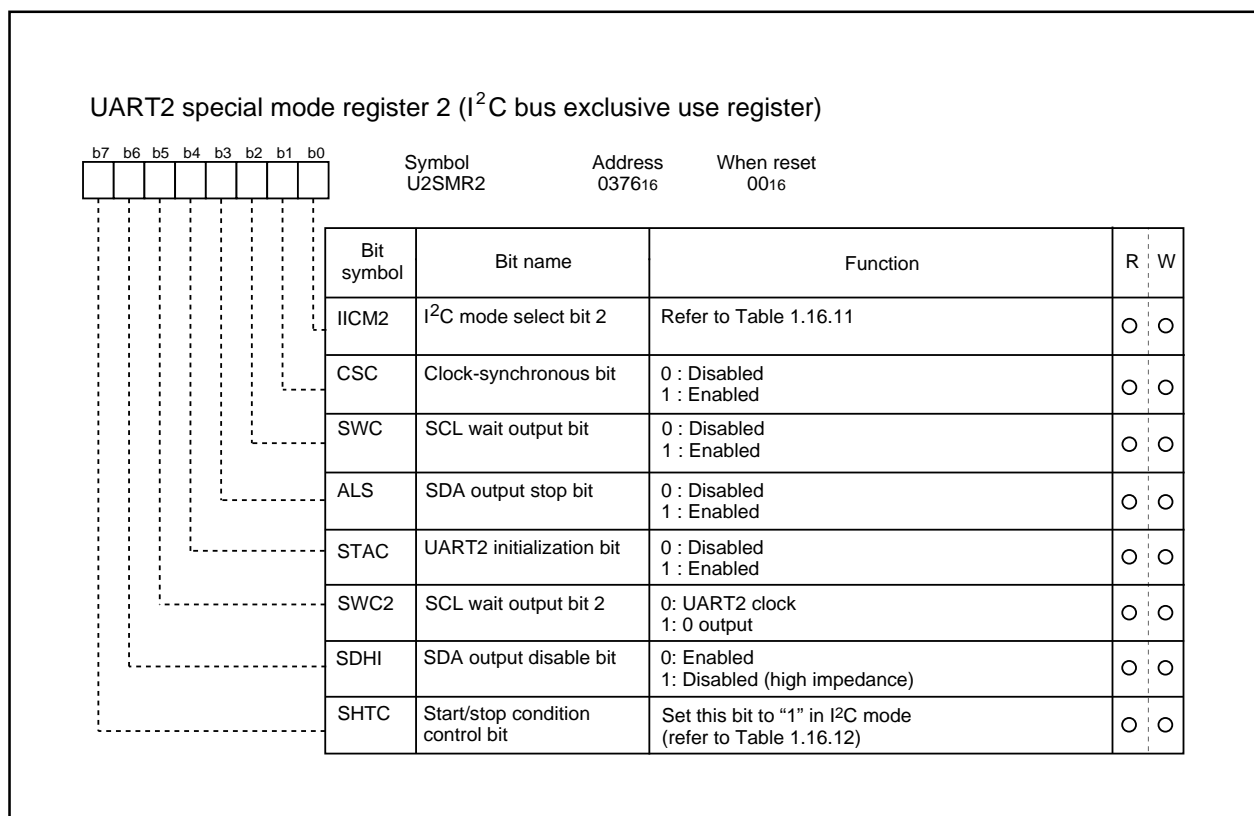 UART2 special mode register 2 (I2C bus exclusive use register)
b7 b6 b5 b4 b3 b2 b1 b0
Symbol Address When reset
U2SMR2 037616 0016
Bit symbol Bit name Function R W
IICM2 I2C mode select bit 2 Refer to Table 1.16.11
CSC Clock-synchronous bit 0 : Disabled
1 : Enabled
SWC SCL wait output bit 0 : Disabled
1 : Enabled
ALS SDA output stop bit 0 : Disabled
1 : Enabled
STAC UART2 initialization bit 0 : Disabled
1 : Enabled
SWC2 SCL wait output bit 2 0: UART2 clock
1: 0 output
SDHI SDA output disable bit 0: Enabled
1: Disabled (high impedance)
SHTC Start/stop condition control bit Set this bit to “1” in I2C mode
(refer to Table 1.16.12)